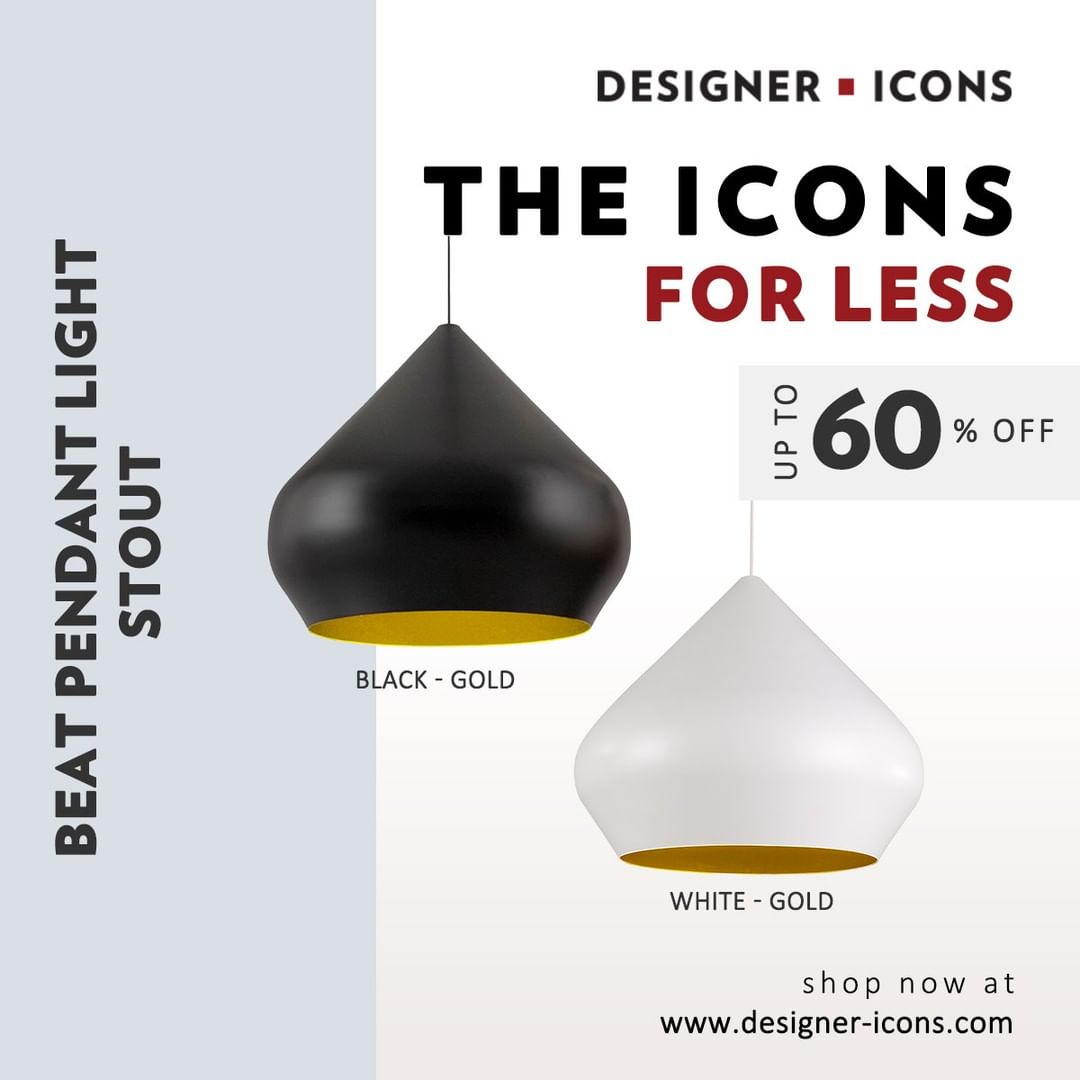 DESIGNER ▪ ICONS
THE ICONS
FOR LESS
UP TO 60 % OFF
BEAT PENDANT LIGHT
STOUT
BLACK - GOLD
WHITE - GOLD
shop now at
www.designer-icons.com